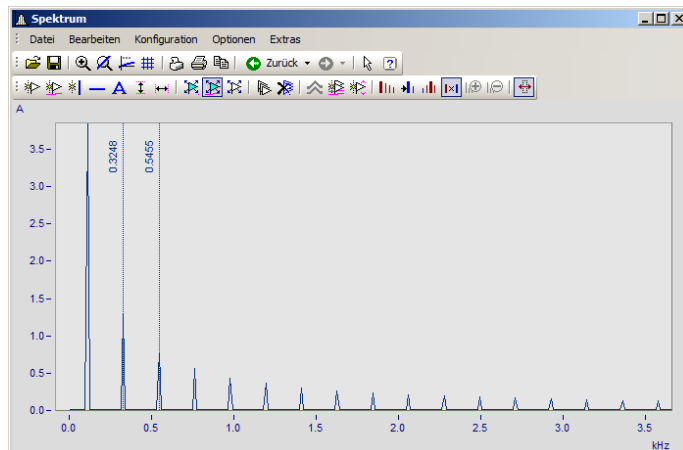 Spektrum
Datei Bearbeiten Konfiguration Optionen Extras
Zurück
A
A
3.5
3.0
2.5
2.0
1.5
1.0
0.5
0.0
0.3248
0.5455
0.0 0.5 1.0 1.5 2.0 2.5 3.0 3.5
kHz